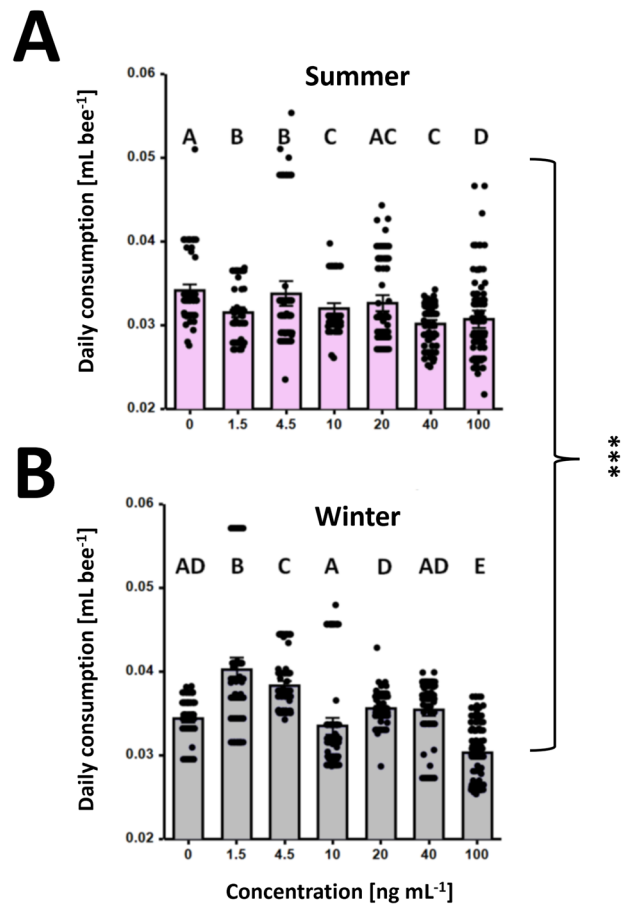 A
Summer
Daily consumption [mL bee-1]
0.06
0.05
0.04
0.03
0.02
A B B C AC C D
0 1.5 4.5 10 20 40 100
***
B
Winter
Daily consumption [mL bee-1]
0.06
0.05
0.04
0.03
0.02
AD B C A D AD E
0 1.5 4.5 10 20 40 100
Concentration [ng mL-1]